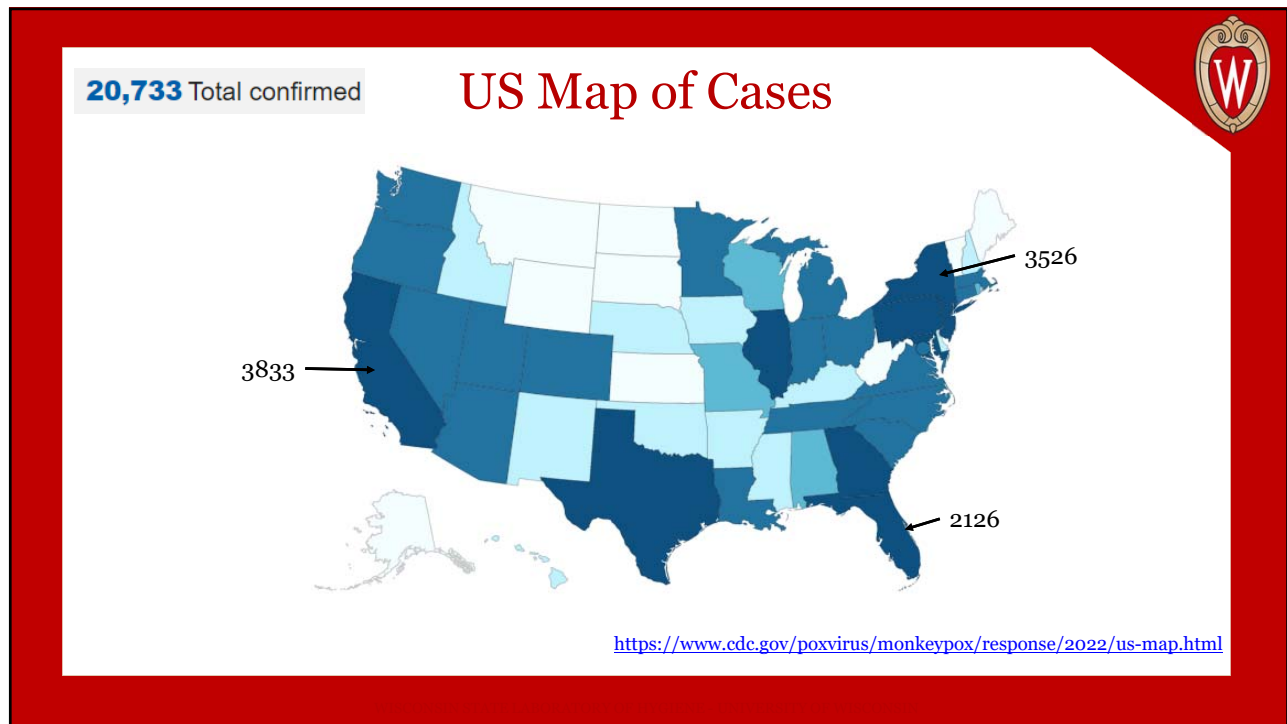 20,733 Total confirmed
US Map of Cases
W
3526
3833
2126
https://www.cdc.gov/poxvirus/monkeypox/response/2022/us-map.html